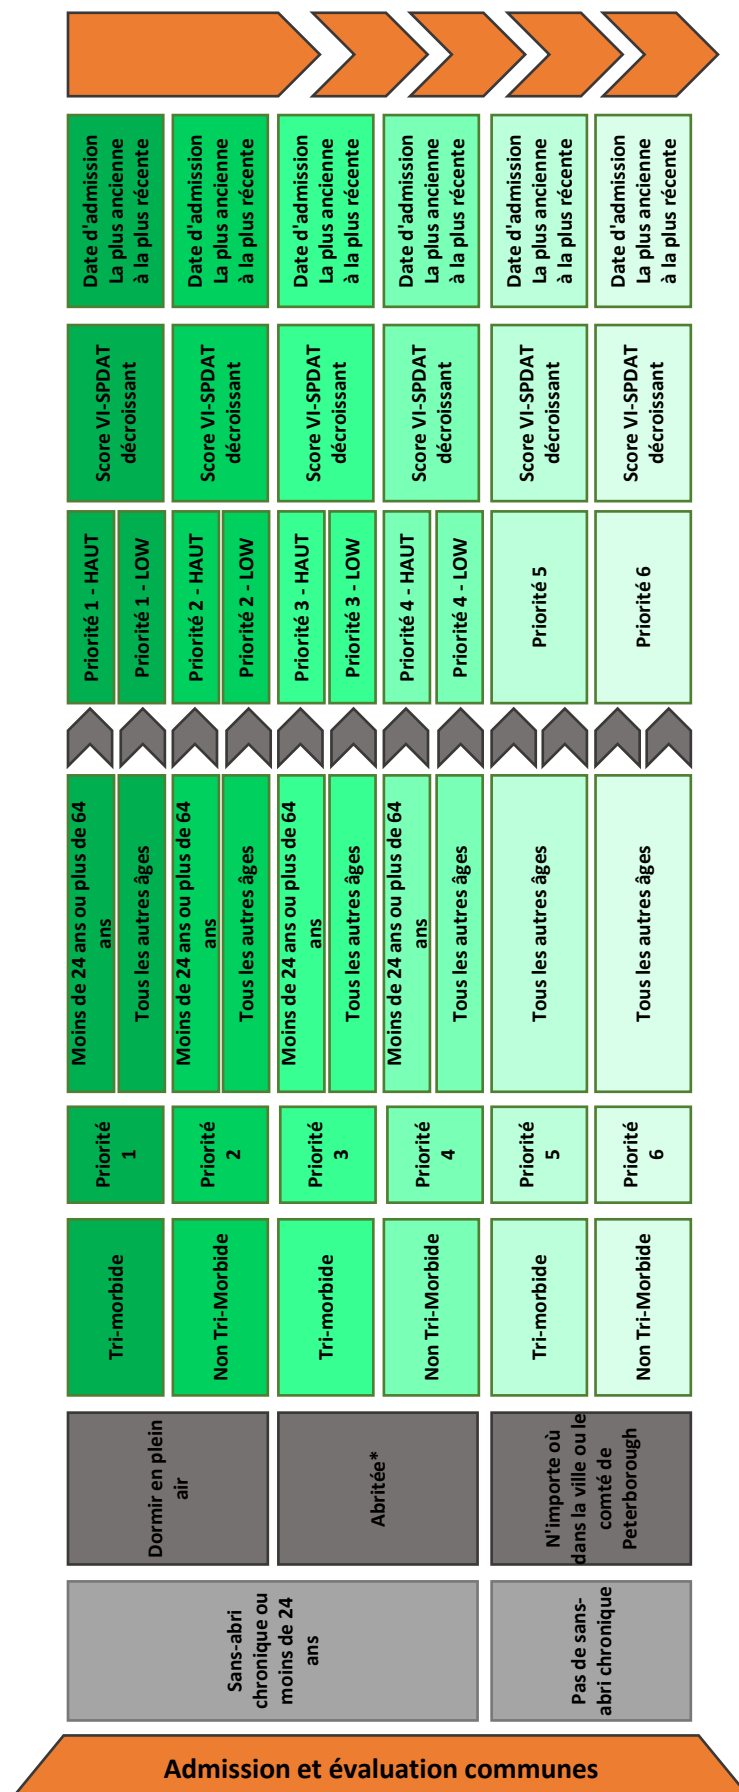 Date d'admission
La plus ancienne
à la plus récente
Date d'admission
La plus ancienne
à la plus récente
Date d'admission
La plus ancienne
à la plus récente
Date d'admission
La plus ancienne
à la plus récente
Date d'admission
La plus ancienne
à la plus récente
Date d'admission
La plus ancienne
à la plus récente
Score VI-SPDAT
décroissant
Score VI-SPDAT
décroissant
Score VI-SPDAT
décroissant
Score VI-SPDAT
décroissant
Score VI-SPDAT
décroissant
Score VI-SPDAT
décroissant
Priorité 1 - HAUT
Priorité 1 - LOW
Priorité 2 - HAUT
Priorité 2 - LOW
Priorité 3 - HAUT
Priorité 3 - LOW
Priorité 4 - HAUT
Priorité 4 - LOW
Priorité 5
Priorité 6
Moins de 24 ans ou plus de 64
ans
Tous les autres âges
Moins de 24 ans ou plus de 64
ans
Tous les autres âges
Moins de 24 ans ou plus de 64
ans
Tous les autres âges
Moins de 24 ans ou plus de 64
ans
Tous les autres âges
Tous les autres âges
Tous les autres âges
Priorité
1
Priorité
2
Priorité
3
Priorité
4
Priorité
5
Priorité
6
Tri-morbide
Non Tri-Morbide
Tri-morbide
Non Tri-Morbide
Tri-morbide
Non Tri-Morbide
Dormir en plein
air
Abritée*
N'importe où
dans la ville ou le
comté de
Peterborough
Sans-abri
chronique ou
moins de 24
ans
Pas de sans-
abri chronique
Admission et évaluation communes